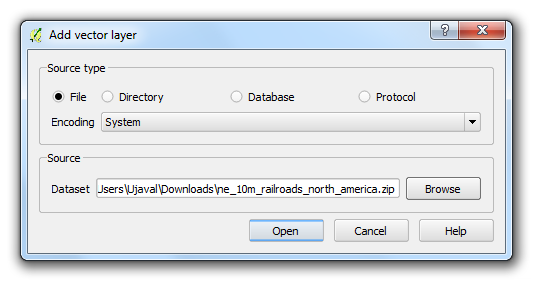 Add vector layer
Source type
File Directory Database Protocol
Encoding System
Source
Dataset Jsers\Ujaval\Downloads\ne_10m_railroads_north_america.zip Browse
Open Cancel Help